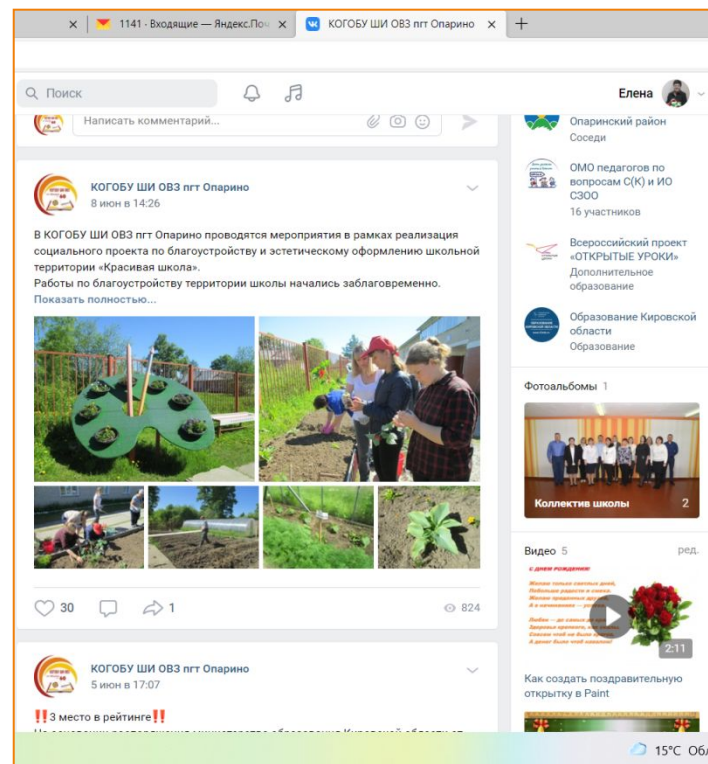 1141 · Входящие — Яндекс.По
КОГОБУ ШИ ОВЗ пгт Опарино
Поиск
Елена
Написать комментарий...
КОГОБУ ШИ ОВЗ пгт Опарино
8 июн в 14:26
В КОГОБУ ШИ ОВЗ пгт Опарино проводятся мероприятия в рамках реализация
социального проекта по благоустройству и эстетическому оформлению школьной
территории «Красивая школа».
Работы по благоустройству территории школы начались заблаговременно.
Показать полностью...
30
1
824
КОГОБУ ШИ ОВЗ пгт Опарино
5 июн в 17:07
‼3 место в рейтинге‼
Опаринский район
Соседи
ОМО педагогов по
вопросам С(К) и ИО
СЗОО
16 участников
Всероссийский проект
«ОТКРЫТЫЕ УРОКИ»
Дополнительное
образование
Образование Кировской
области
Образование
Фотоальбомы 1
Коллектив школы 2
Видео 5 ред.
С ДНЕМ РОЖДЕНИЯ!
2:11
Как создать поздравительную
открытку в Paint
15°C